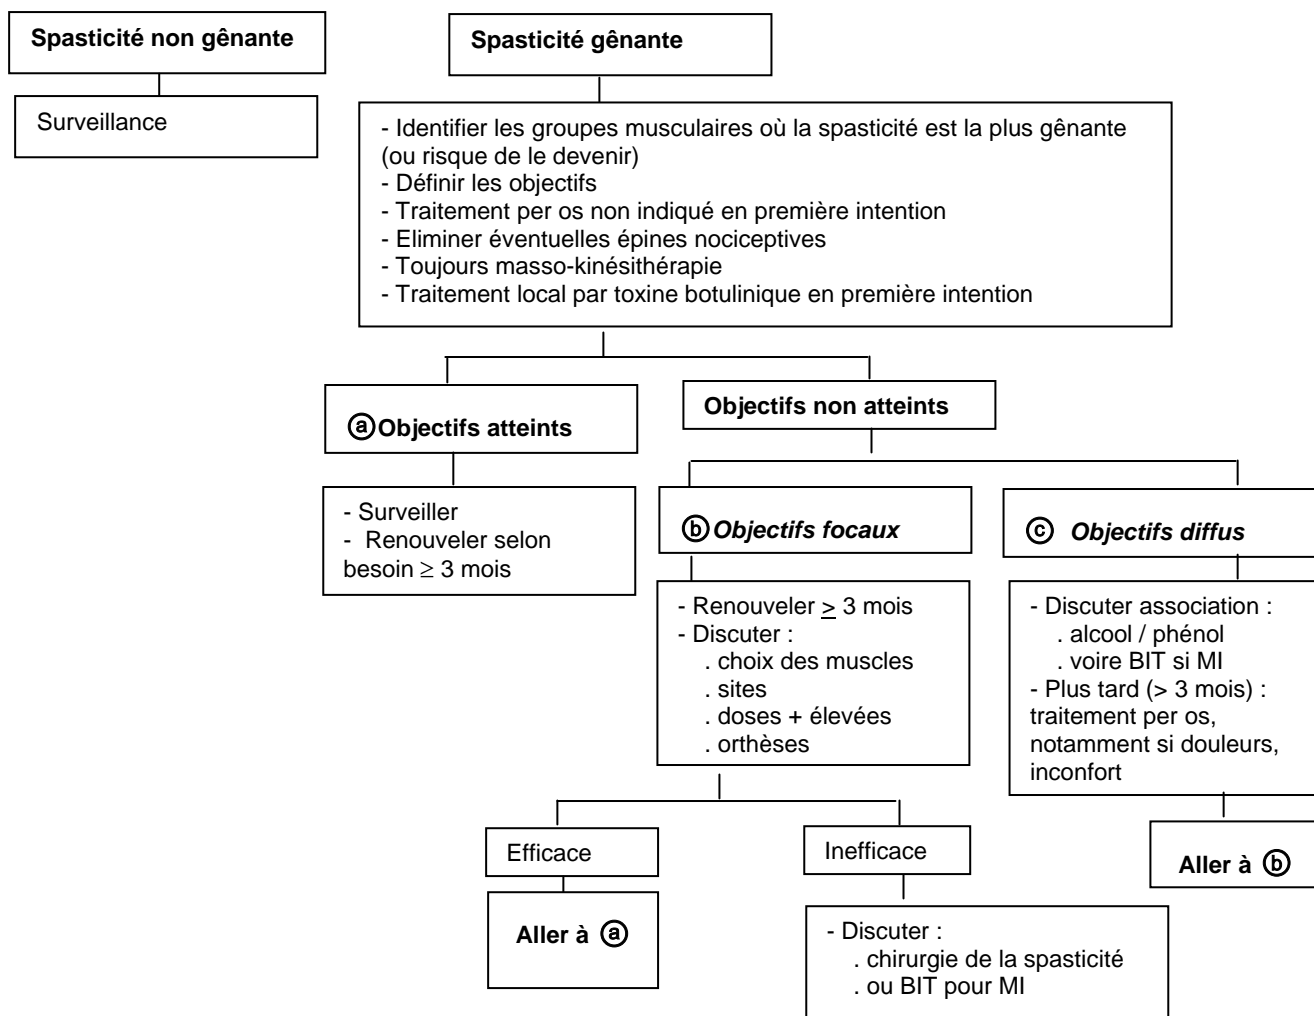 Spasticité non gênante
Surveillance
Spasticité gênante
- Identifier les groupes musculaires où la spasticité est la plus gênante
(ou risque de le devenir)
- Définir les objectifs
- Traitement per os non indiqué en première intention
- Eliminer éventuelles épines nociceptives
- Toujours masso-kinésithérapie
- Traitement local par toxine botulinique en première intention
ⓐ Objectifs atteints
Objectifs non atteints
- Surveiller
- Renouveler selon
besoin ≥ 3 mois
ⓑ Objectifs focaux
ⓒ Objectifs diffus
- Renouveler ≥ 3 mois
- Discuter :
. choix des muscles
. sites
. doses + élevées
. orthèses
- Discuter association :
. alcool / phénol
. voire BIT si MI
- Plus tard (> 3 mois) :
traitement per os,
notamment si douleurs,
inconfort
Efficace
Inefficace
Aller à ⓑ
Aller à ⓐ
- Discuter :
. chirurgie de la spasticité
. ou BIT pour MI